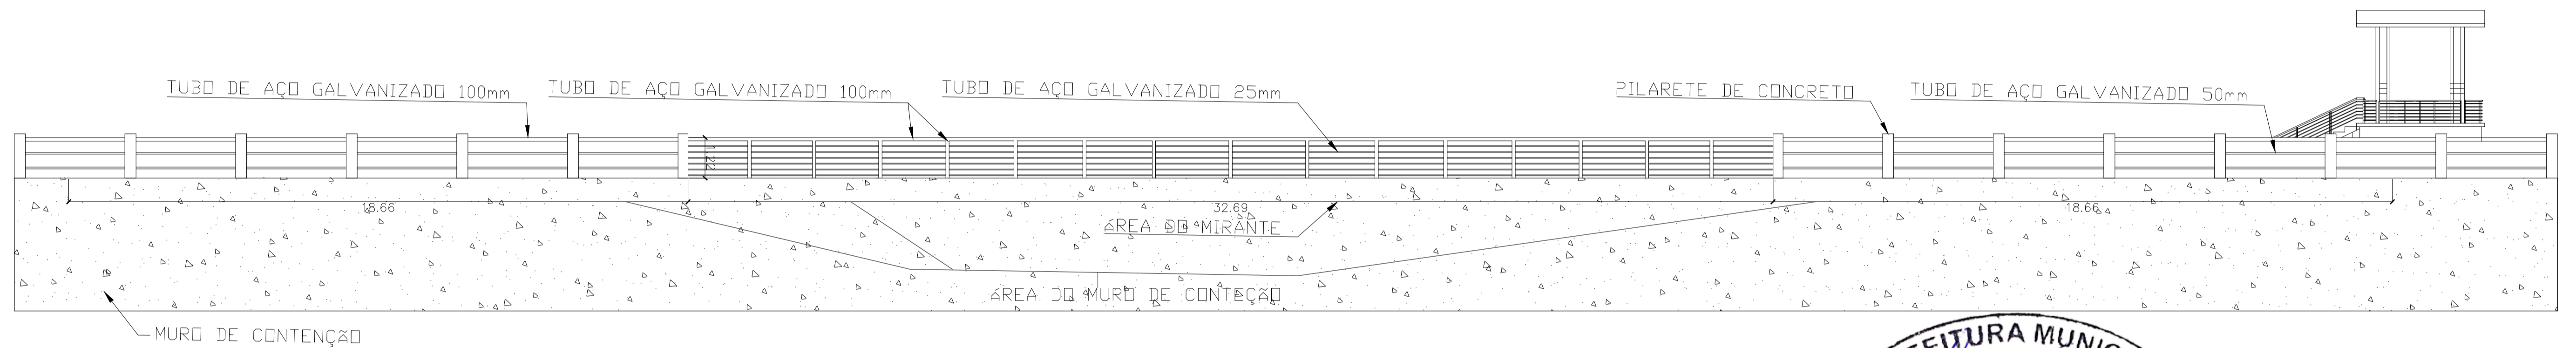 TUBO DE AÇO GALVANIZADO 100mm
TUBO DE AÇO GALVANIZADO 100mm
TUBO DE AÇO GALVANIZADO 25mm
PILARETE DE CONCRETO
TUBO DE AÇO GALVANIZADO 50mm
1.22
18.66
32.69
18.66
ÁREA DO MIRANTE
ÁREA DO MURO DE CONTEÇÃO
MURO DE CONTENÇÃO